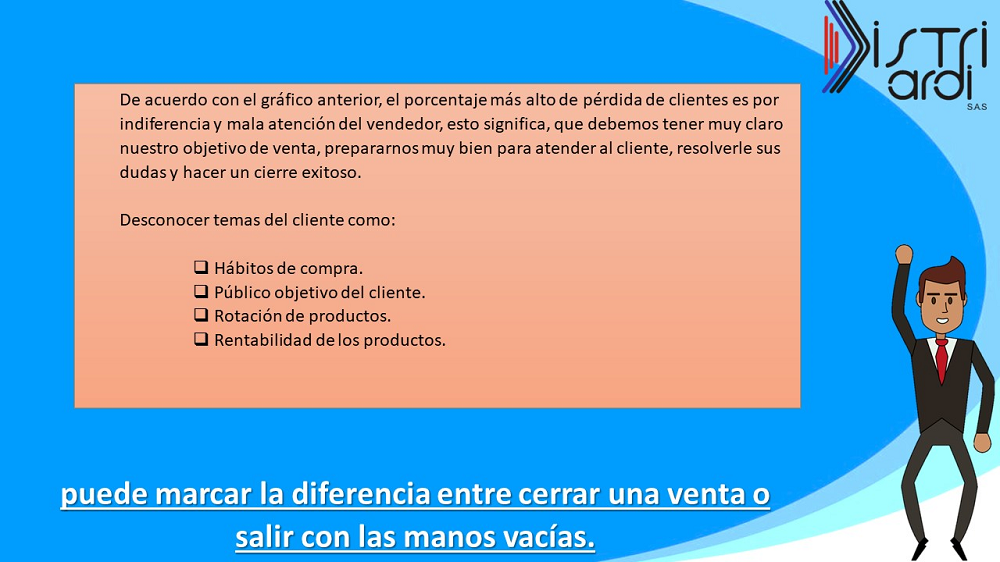 DISTRI
ardi
S.A.S
De acuerdo con el gráfico anterior, el porcentaje más alto de pérdida de clientes es por
indiferencia y mala atención del vendedor, esto significa, que debemos tener muy claro
nuestro objetivo de venta, prepararnos muy bien para atender al cliente, resolverle sus
dudas y hacer un cierre exitoso.
Desconocer temas del cliente como:
❑ Hábitos de compra.
❑ Público objetivo del cliente.
❑ Rotación de productos.
❑ Rentabilidad de los productos.
puede marcar la diferencia entre cerrar una venta o
salir con las manos vacías.